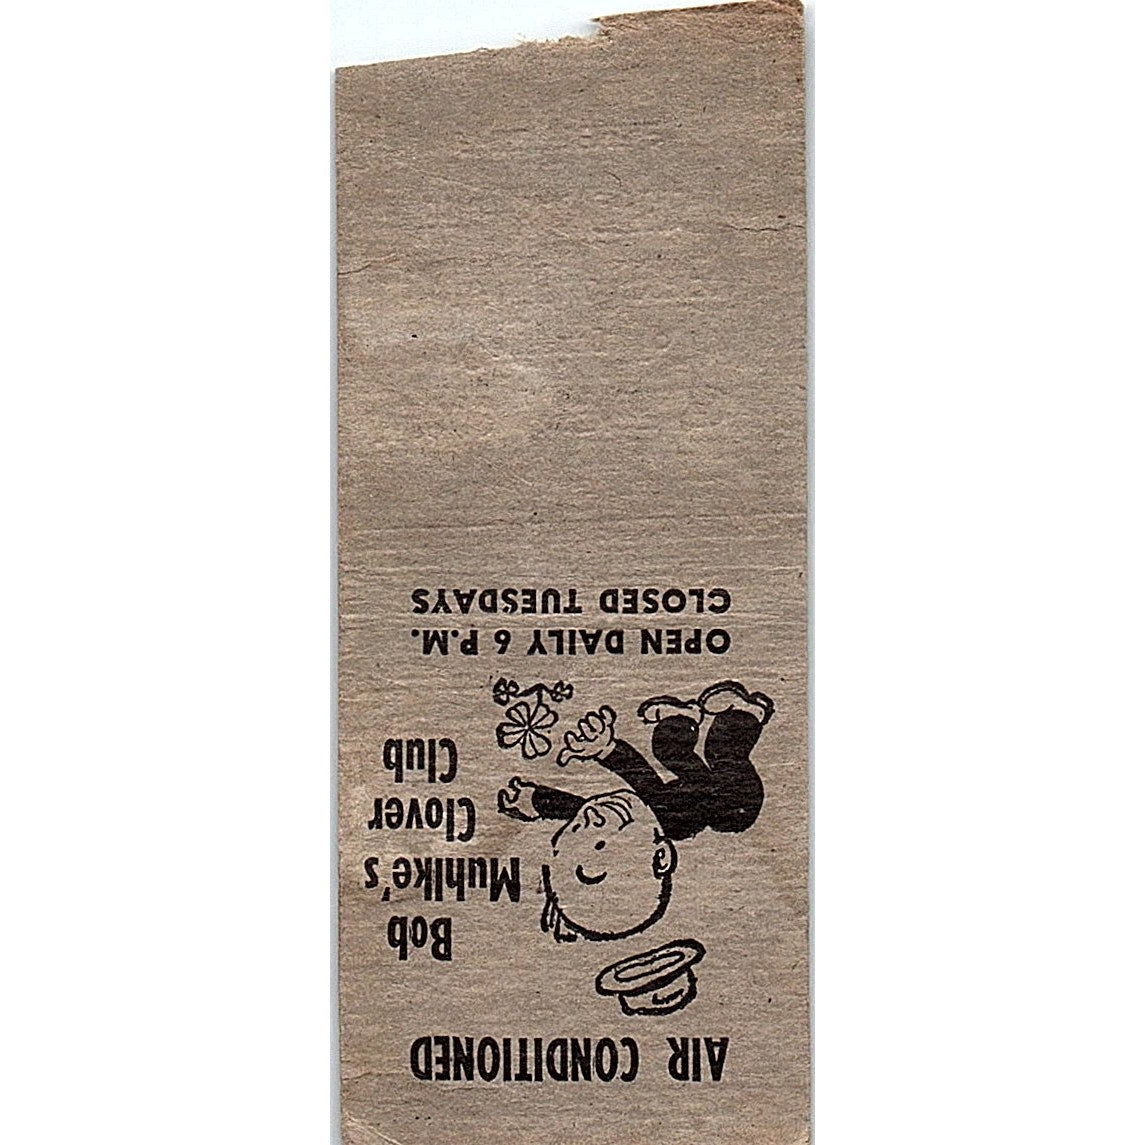 AIR CONDITIONED
Bob
Muhlke's
Clover
Club
OPEN DAILY 6 P.M.
CLOSED TUESDAYS